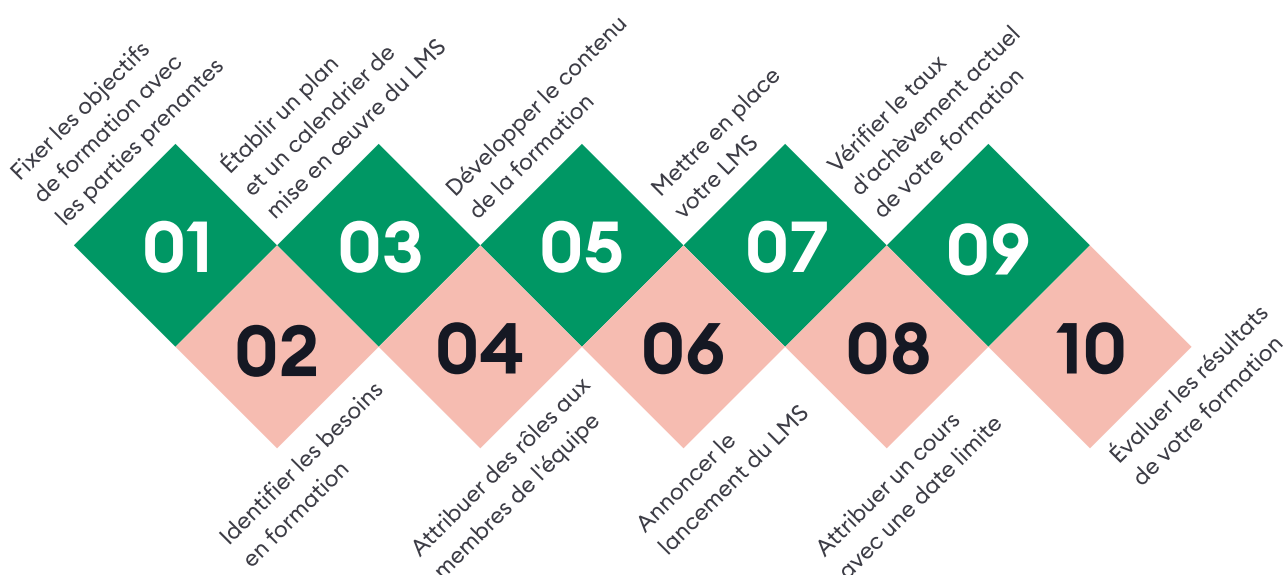 01
Fixer les objectifs
de formation avec
les parties prenantes
02
Identifier les besoins
en formation
03
Établir un plan
et un calendrier de
mise en œuvre du LMS
04
Attribuer des rôles aux
membres de l'équipe
05
Développer le contenu
de la formation
06
Annoncer le
lancement du LMS
07
Mettre en place
votre LMS
08
Attribuer un cours
avec une date limite
09
Vérifier le taux
d'achèvement actuel
de votre formation
10
Évaluer les résultats
de votre formation